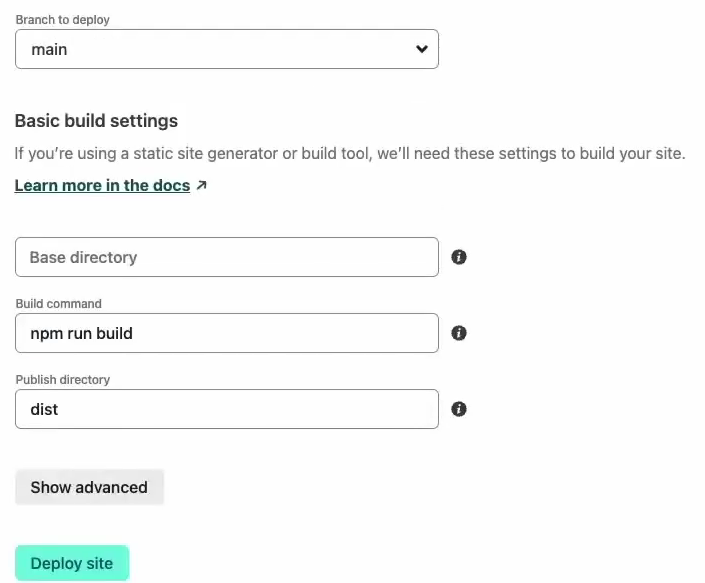 Branch to deploy
main
Basic build settings
If you're using a static site generator or build tool, we'll need these settings to build your site.
Learn more in the docs ↗
Base directory
Build command
npm run build
Publish directory
dist
Show advanced
Deploy site